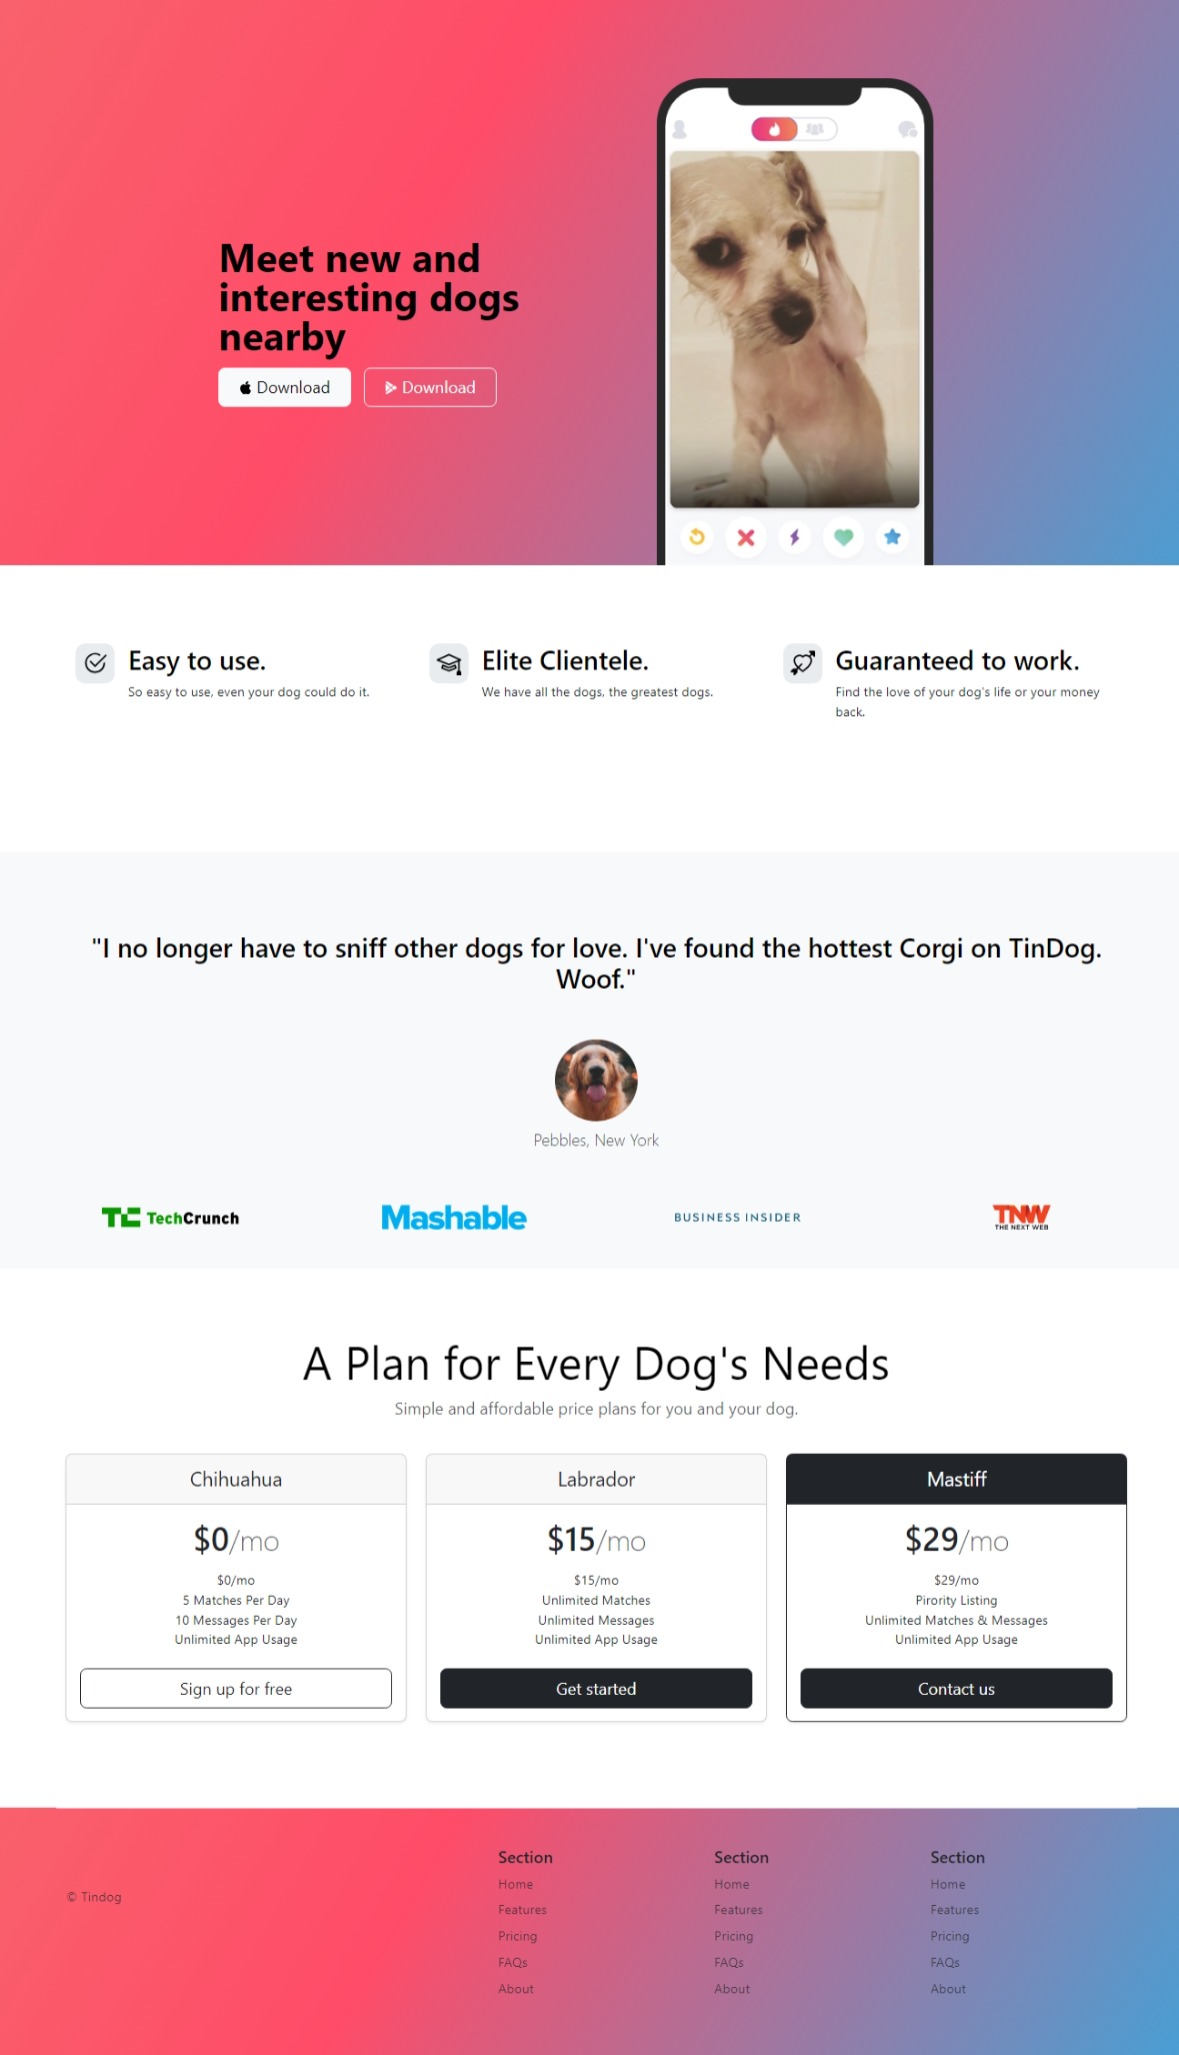 Meet new and
interesting dogs
nearby
Download
Download
Easy to use.
So easy to use, even your dog could do it.
Elite Clientele.
We have all the dogs, the greatest dogs.
Guaranteed to work.
Find the love of your dog's life or your money
back.
"I no longer have to sniff other dogs for love. I've found the hottest Corgi on TinDog.
Woof."
Pebbles, New York
TC TechCrunch
Mashable
BUSINESS INSIDER
TNW
THE NEXT WEB
A Plan for Every Dog's Needs
Simple and affordable price plans for you and your dog.
Chihuahua
$0/mo
$0/mo
5 Matches Per Day
10 Messages Per Day
Unlimited App Usage
Sign up for free
Labrador
$15/mo
$15/mo
Unlimited Matches
Unlimited Messages
Unlimited App Usage
Get started
Mastiff
$29/mo
$29/mo
Pirority Listing
Unlimited Matches & Messages
Unlimited App Usage
Contact us
© Tindog
Section
Home
Features
Pricing
FAQs
About
Section
Home
Features
Pricing
FAQs
About
Section
Home
Features
Pricing
FAQs
About